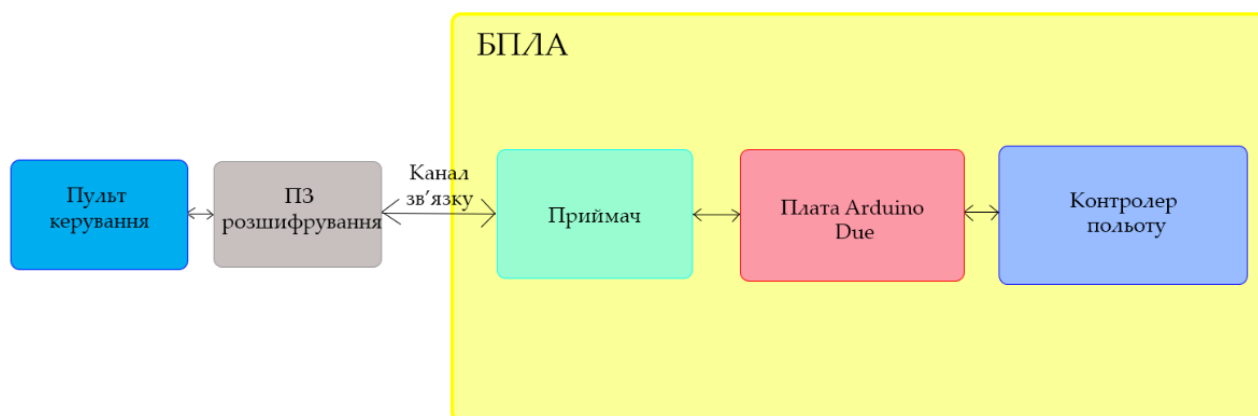 БПЛА
Пульт
керування
ПЗ
розшифрування
Канал
зв’язку
Приймач
Плата Arduino
Due
Контролер
польоту